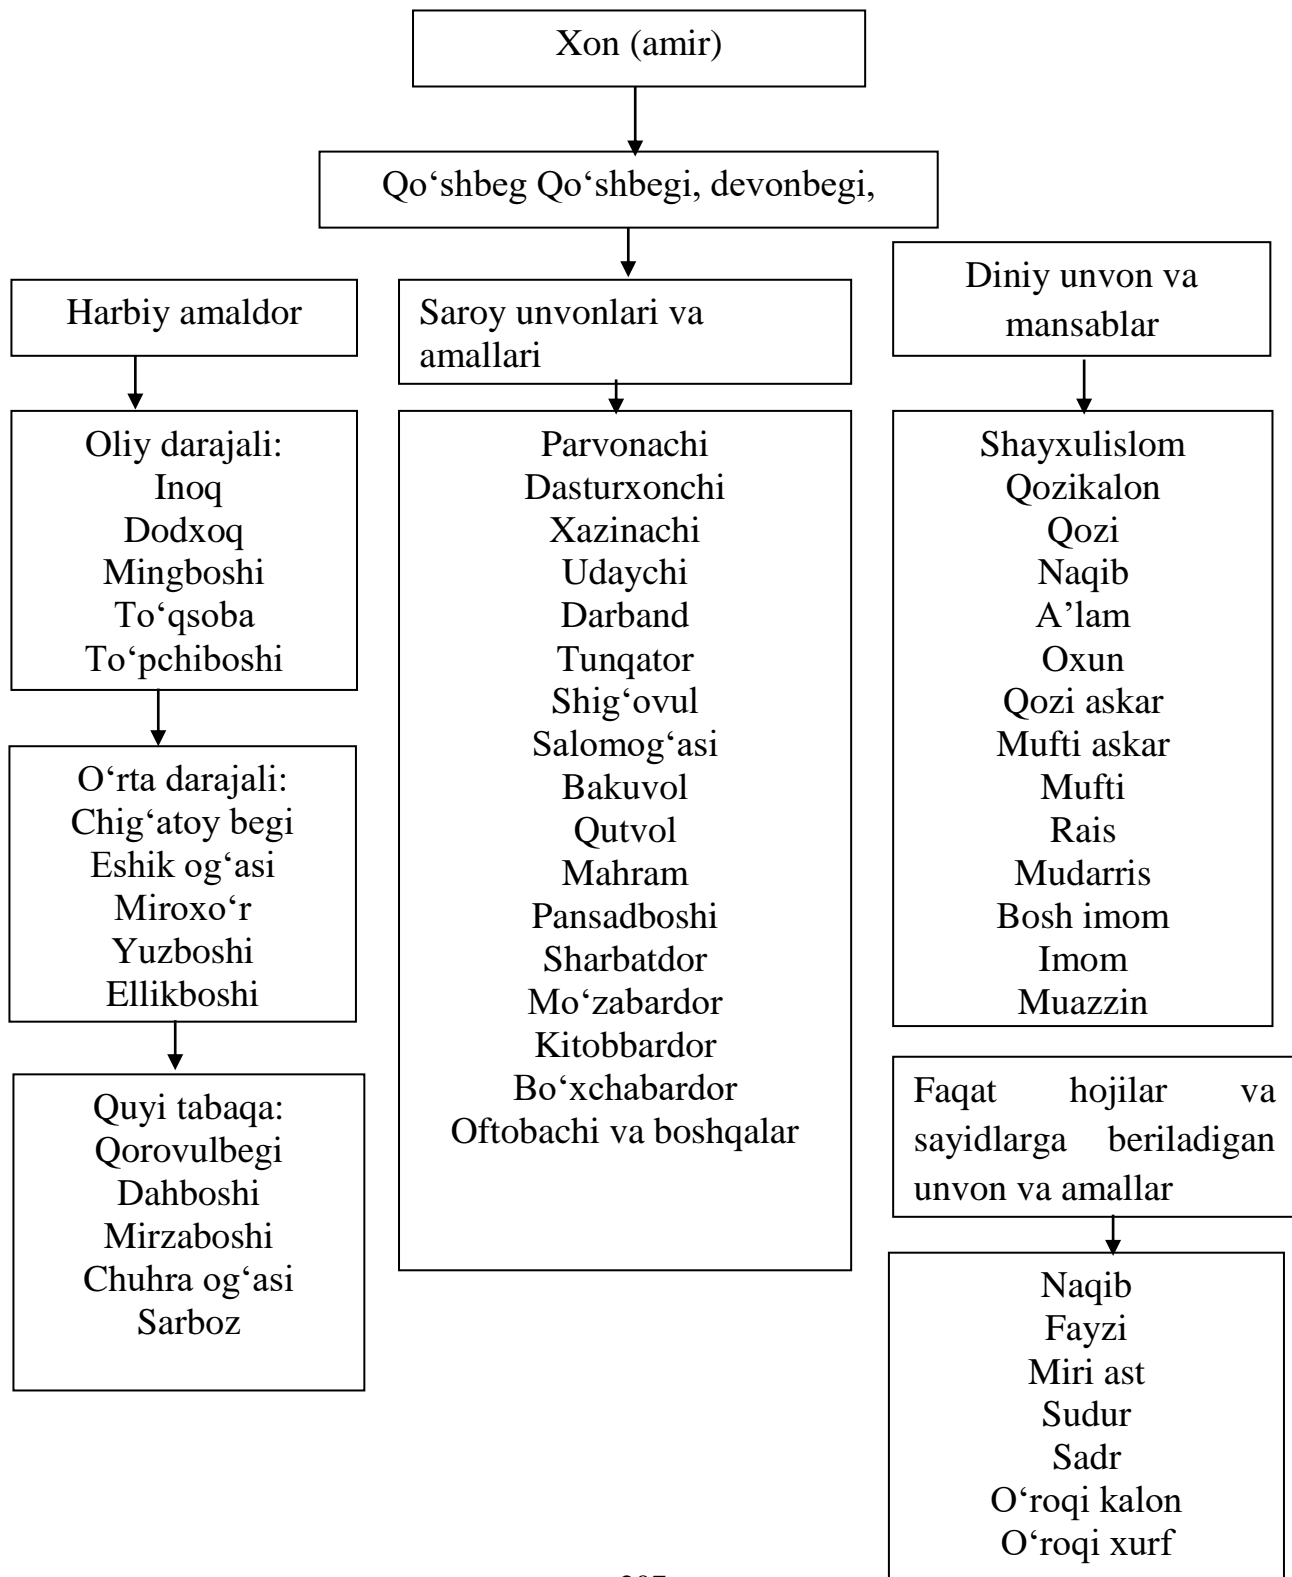 Xon (amir)
Qo‘shbeg Qo‘shbegi, devonbegi,
Harbiy amaldor
Oliy darajali:
Inoq
Dodxoq
Mingboshi
To‘qsoba
To‘pchiboshi
O‘rta darajali:
Chig‘atoy begi
Eshik og‘asi
Miroxo‘r
Yuzboshi
Ellikboshi
Quyi tabaqa:
Qorovulbegi
Dahboshi
Mirzaboshi
Chuhra og‘asi
Sarboz
Saroy unvonlari va
amallari
Parvonachi
Dasturxonchi
Xazinachi
Udaychi
Darband
Tunqator
Shig‘ovul
Salomog‘asi
Bakuvol
Qutvol
Mahram
Pansadboshi
Sharbatdor
Mo‘zabardor
Kitobbardor
Bo‘xchabardor
Oftobachi va boshqalar
Diniy unvon va
mansablar
Shayxulislom
Qozikalon
Qozi
Naqib
A’lam
Oxun
Qozi askar
Mufti askar
Mufti
Rais
Mudarris
Bosh imom
Imom
Muazzin
Faqat hojilar va
sayidlarga beriladigan
unvon va amallar
Naqib
Fayzi
Miri ast
Sudur
Sadr
O‘roqi kalon
O‘roqi xurf